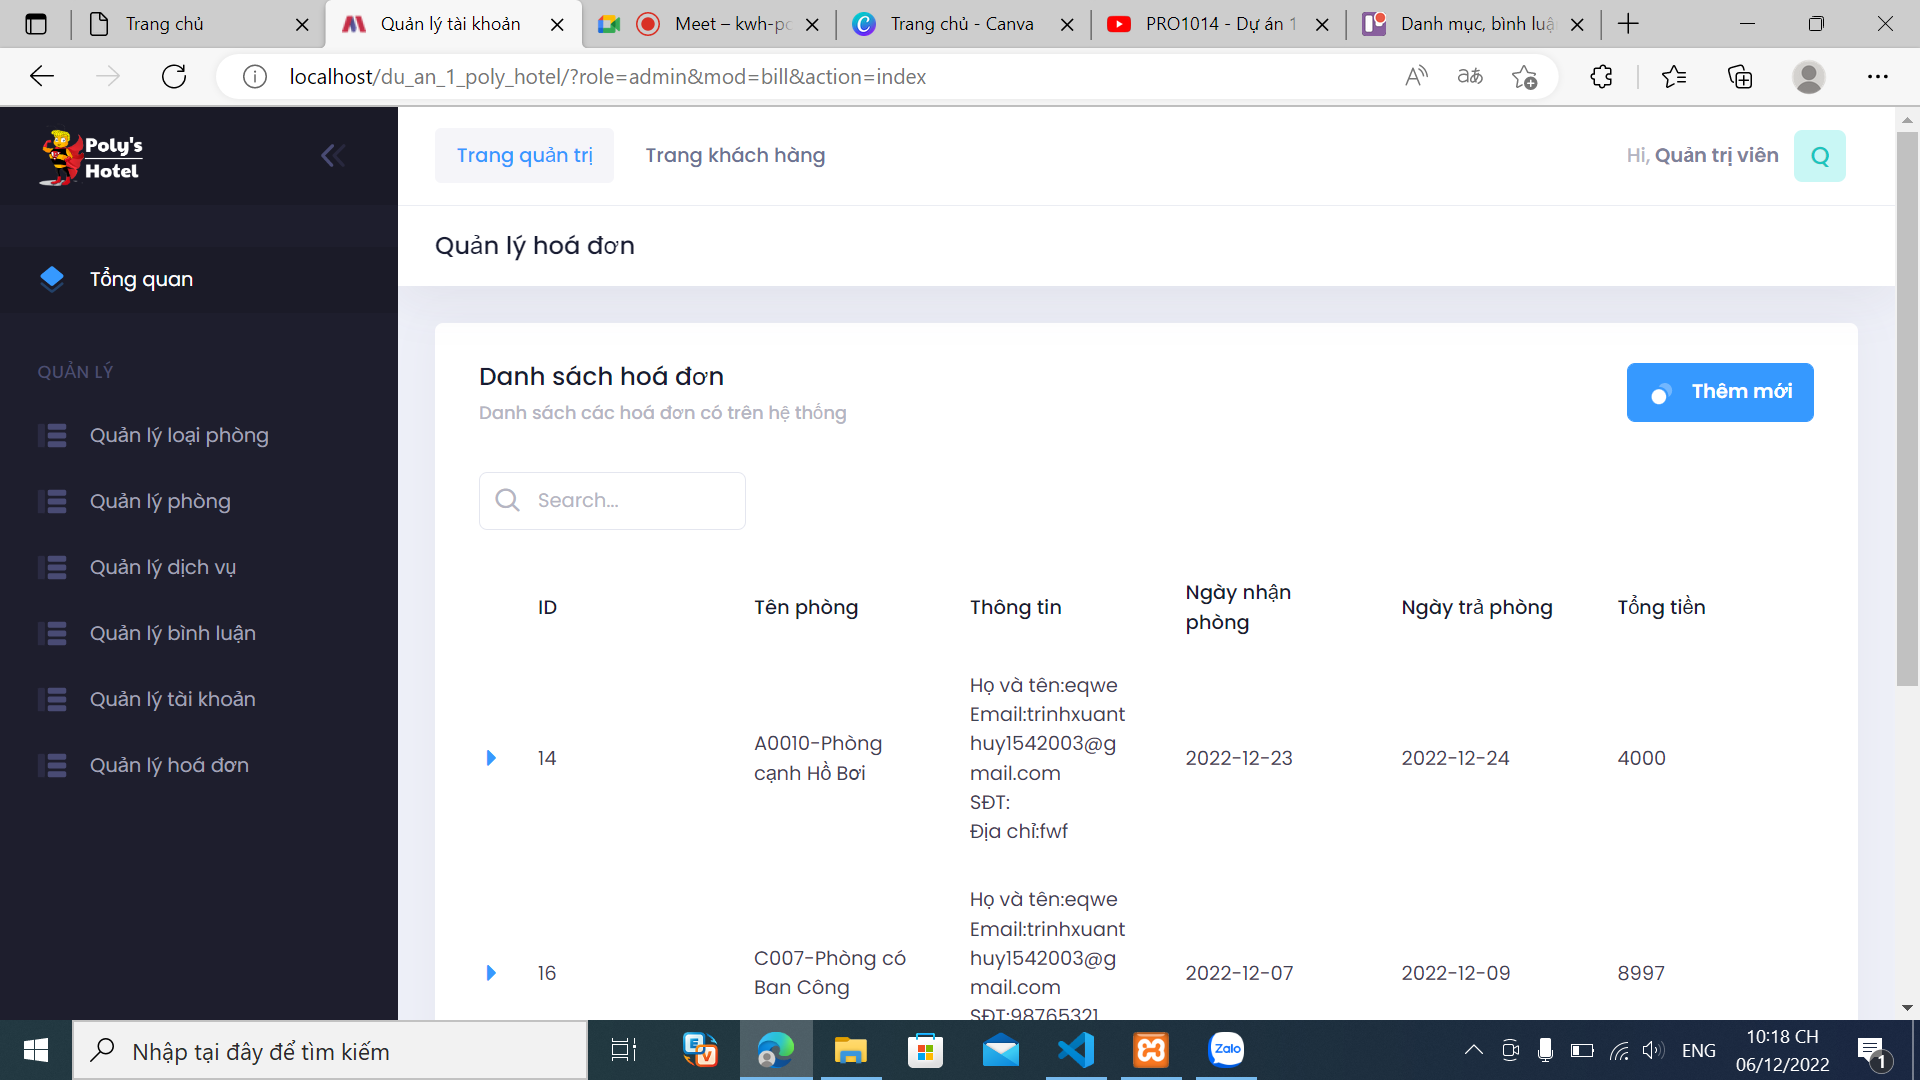 Trang chủ
Quản lý tài khoản
Meet – kwh-pc
Trang chủ - Canva
PRO1014 - Dự án 1
Danh mục, bình luậ
localhost/du_an_1_poly_hotel/?role=admin&mod=bill&action=index
Poly's
Hotel
Trang quản trị
Trang khách hàng
Hi, Quản trị viên
Q
Quản lý hoá đơn
Tổng quan
QUẢN LÝ
Quản lý loại phòng
Quản lý phòng
Quản lý dịch vụ
Quản lý bình luận
Quản lý tài khoản
Quản lý hoá đơn
Danh sách hoá đơn
Danh sách các hoá đơn có trên hệ thống
Thêm mới
Search...
ID
Tên phòng
Thông tin
Ngày nhận
phòng
Ngày trả phòng
Tổng tiền
14
A0010-Phòng
cạnh Hồ Bơi
Họ và tên:eqwe
Email:trinhxuant
huy1542003@g
mail.com
SĐT:
Địa chỉ:fwf
2022-12-23
2022-12-24
4000
16
C007-Phòng có
Ban Công
Họ và tên:eqwe
Email:trinhxuant
huy1542003@g
mail.com
SĐT:98765321
2022-12-07
2022-12-09
8997
Nhập tại đây để tìm kiếm
Zalo
ENG
10:18 CH
06/12/2022
1